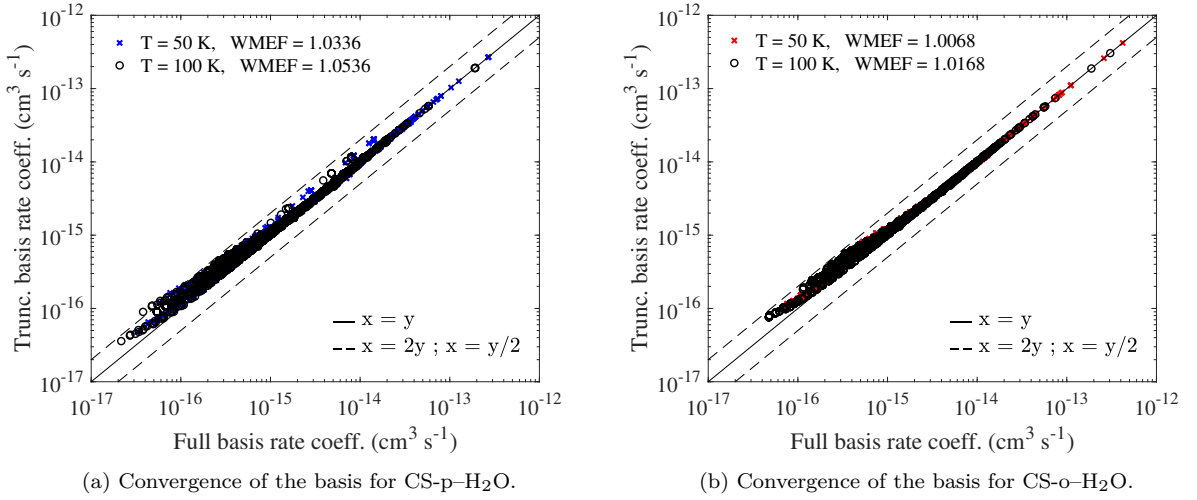 10⁻¹²
10⁻¹³
10⁻¹⁴
10⁻¹⁵
10⁻¹⁶
10⁻¹⁷
Trunc. basis rate coeff. (cm³ s⁻¹)
T = 50 K, WMEF = 1.0336
T = 100 K, WMEF = 1.0536
x = y
x = 2y ; x = y/2
10⁻¹⁷ 10⁻¹⁶ 10⁻¹⁵ 10⁻¹⁴ 10⁻¹³ 10⁻¹²
Full basis rate coeff. (cm³ s⁻¹)
(a) Convergence of the basis for CS-p–H₂O.
10⁻¹²
10⁻¹³
10⁻¹⁴
10⁻¹⁵
10⁻¹⁶
10⁻¹⁷
Trunc. basis rate coeff. (cm³ s⁻¹)
T = 50 K, WMEF = 1.0068
T = 100 K, WMEF = 1.0168
x = y
x = 2y ; x = y/2
10⁻¹⁷ 10⁻¹⁶ 10⁻¹⁵ 10⁻¹⁴ 10⁻¹³ 10⁻¹²
Full basis rate coeff. (cm³ s⁻¹)
(b) Convergence of the basis for CS-o–H₂O.